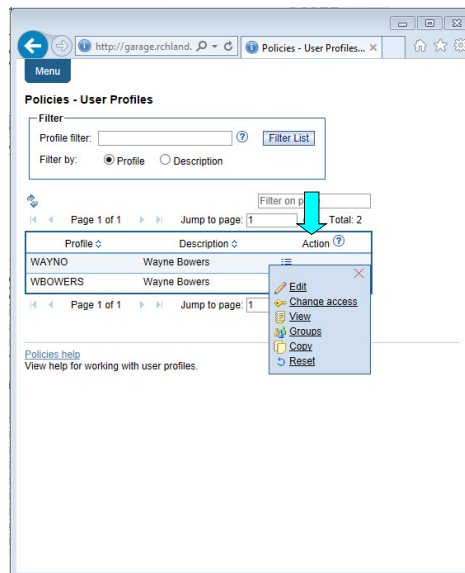 http://garage.rchland.
Policies - User Profiles...
Menu
Policies - User Profiles
Filter
Profile filter:
Filter List
Filter by: Profile Description
Filter on p
Page 1 of 1 Jump to page: 1 Total: 2
Profile Description Action
WAYNO Wayne Bowers
WBOWERS Wayne Bowers
Edit
Change access
View
Groups
Copy
Reset
Page 1 of 1 Jump to page: 1
Policies help
View help for working with user profiles.